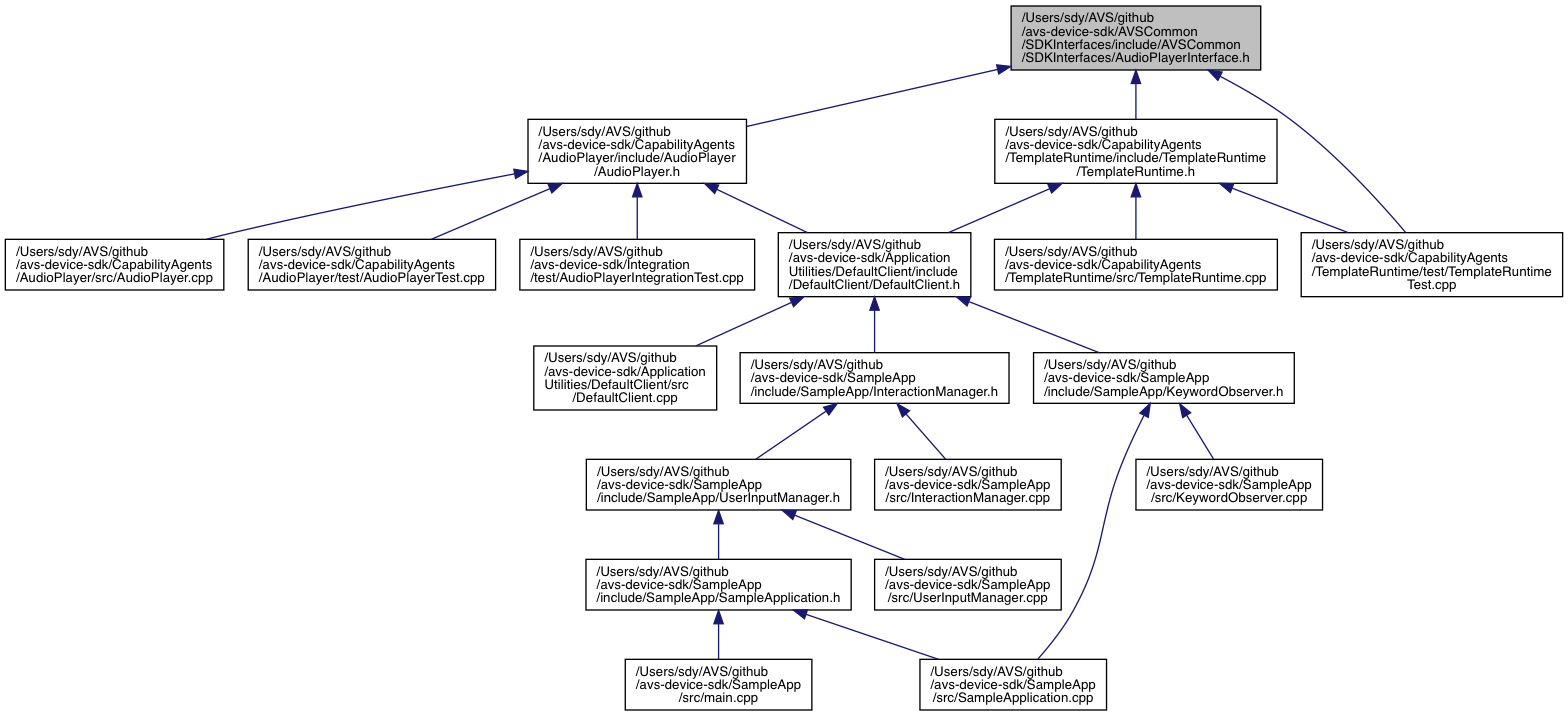 /Users/sdy/AVS/github
/avs-device-sdk/AVSCommon
/SDKInterfaces/include/AVSCommon
/SDKInterfaces/AudioPlayerInterface.h
/Users/sdy/AVS/github
/avs-device-sdk/CapabilityAgents
/AudioPlayer/include/AudioPlayer
/AudioPlayer.h
/Users/sdy/AVS/github
/avs-device-sdk/CapabilityAgents
/TemplateRuntime/include/TemplateRuntime
/TemplateRuntime.h
/Users/sdy/AVS/github
/avs-device-sdk/CapabilityAgents
/AudioPlayer/src/AudioPlayer.cpp
/Users/sdy/AVS/github
/avs-device-sdk/CapabilityAgents
/AudioPlayer/test/AudioPlayerTest.cpp
/Users/sdy/AVS/github
/avs-device-sdk/Integration
/test/AudioPlayerIntegrationTest.cpp
/Users/sdy/AVS/github
/avs-device-sdk/Application
Utilities/DefaultClient/include
/DefaultClient/DefaultClient.h
/Users/sdy/AVS/github
/avs-device-sdk/CapabilityAgents
/TemplateRuntime/src/TemplateRuntime.cpp
/Users/sdy/AVS/github
/avs-device-sdk/CapabilityAgents
/TemplateRuntime/test/TemplateRuntime
Test.cpp
/Users/sdy/AVS/github
/avs-device-sdk/Application
Utilities/DefaultClient/src
/DefaultClient.cpp
/Users/sdy/AVS/github
/avs-device-sdk/SampleApp
/include/SampleApp/InteractionManager.h
/Users/sdy/AVS/github
/avs-device-sdk/SampleApp
/include/SampleApp/KeywordObserver.h
/Users/sdy/AVS/github
/avs-device-sdk/SampleApp
/include/SampleApp/UserInputManager.h
/Users/sdy/AVS/github
/avs-device-sdk/SampleApp
/src/InteractionManager.cpp
/Users/sdy/AVS/github
/avs-device-sdk/SampleApp
/src/KeywordObserver.cpp
/Users/sdy/AVS/github
/avs-device-sdk/SampleApp
/include/SampleApp/SampleApplication.h
/Users/sdy/AVS/github
/avs-device-sdk/SampleApp
/src/UserInputManager.cpp
/Users/sdy/AVS/github
/avs-device-sdk/SampleApp
/src/main.cpp
/Users/sdy/AVS/github
/avs-device-sdk/SampleApp
/src/SampleApplication.cpp